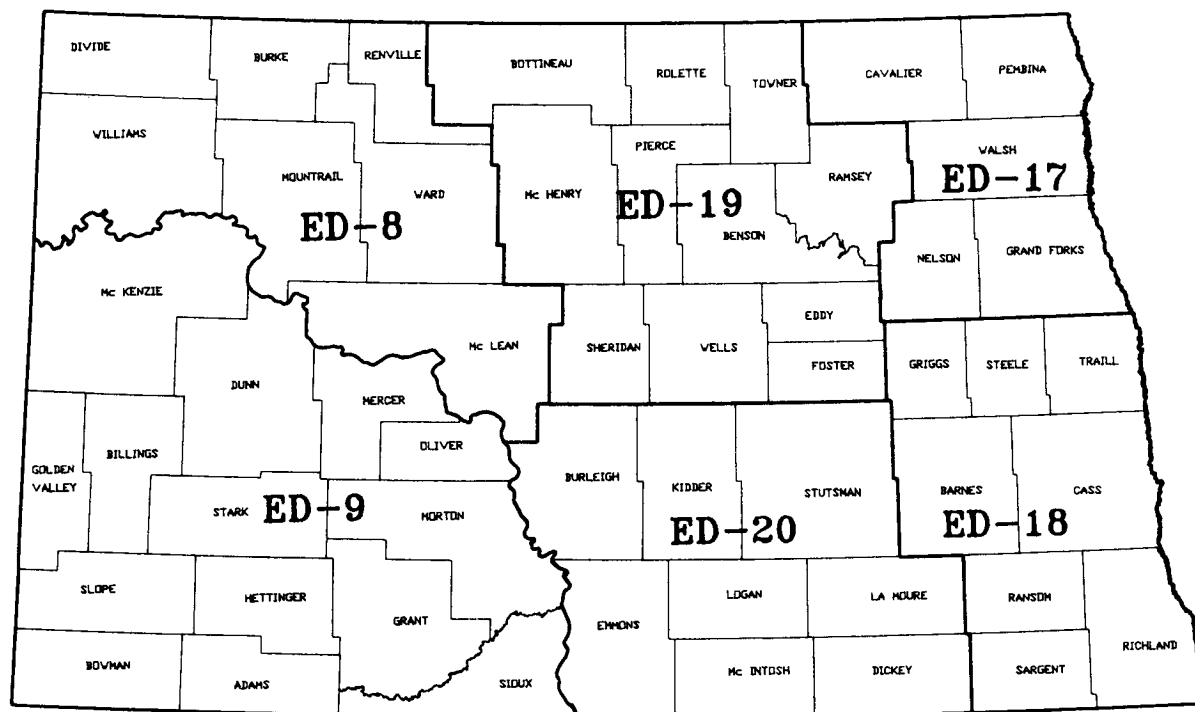 DIVIDE
BURKE
RENVILLE
BOTTINEAU
ROLETTE
TOWNER
CAVALIER
PEMBINA
WILLIAMS
MOUNTRAIL
WARD
Mc HENRY
PIERCE
BENSON
RAMSEY
WALSH
ED-8
ED-19
ED-17
NELSON
GRAND FORKS
Mc KENZIE
Mc LEAN
SHERIDAN
WELLS
EDDY
FOSTER
GRIGGS
STEELE
TRAILL
DUNN
MERCER
OLIVER
GOLDEN
VALLEY
BILLINGS
STARK
ED-9
MORTON
BURLEIGH
KIDDER
STUTSMAN
ED-20
BARNES
CASS
ED-18
SLOPE
HETTINGER
GRANT
EMMONS
LOGAN
LA MOURE
RANSOM
RICHLAND
BOWMAN
ADAMS
SIOUX
Mc INTOSH
DICKEY
SARGENT